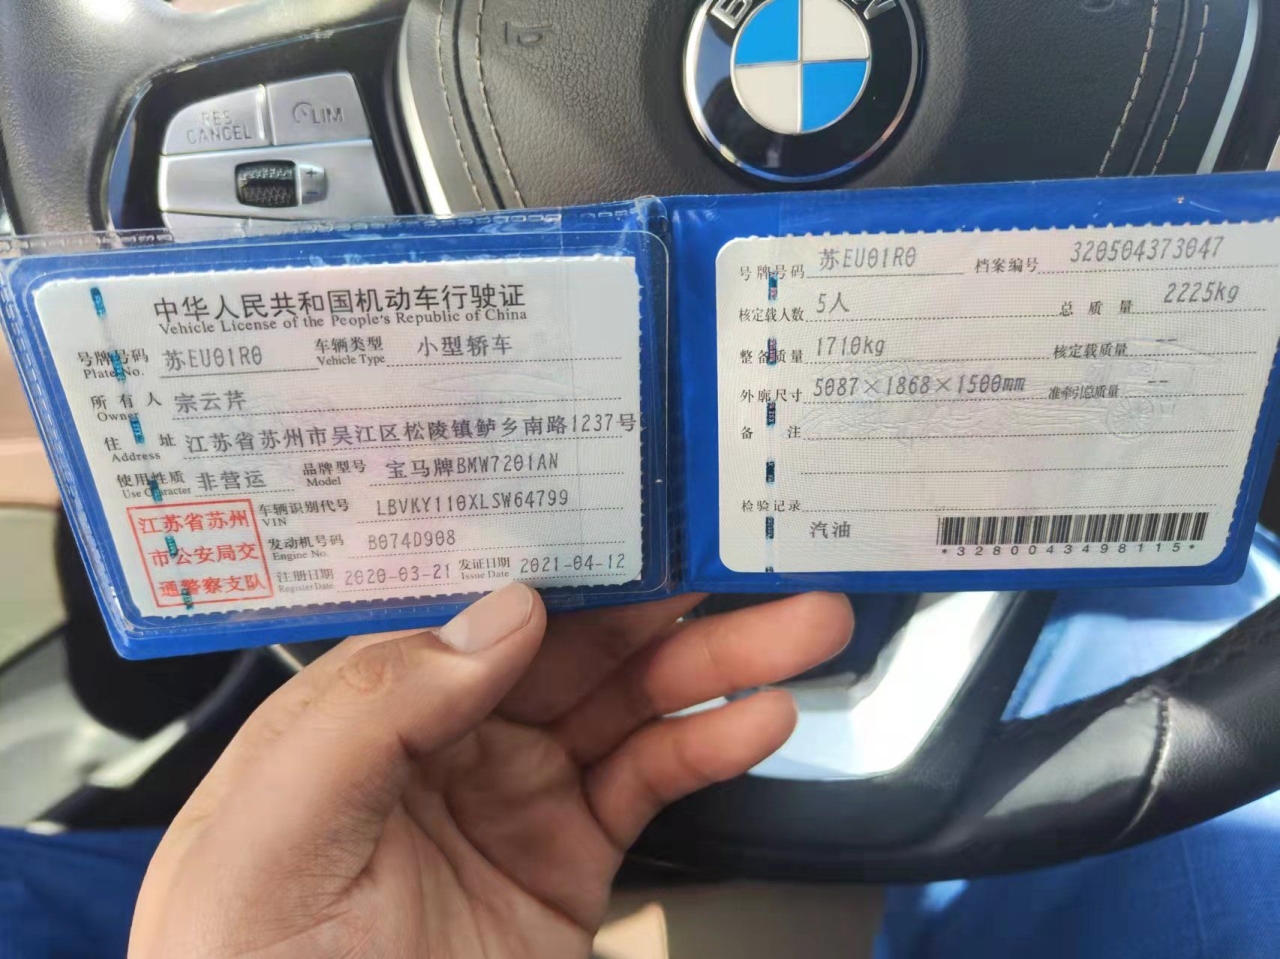 BMW
RES
CANCEL
LIM
+
-
中华人民共和国机动车行驶证
Vehicle License of the People's Republic of China
号牌号码 苏EU01R0 车辆类型 小型轿车
Plate No. Vehicle Type
所有人 宗云芹
Owner
住址 江苏省苏州市吴江区松陵镇鲈乡南路1237号
Address
使用性质 非营运 品牌型号 宝马牌BMW7201AN
Use Character Model
江苏省苏州
市公安局交
通警察支队
车辆识别代号 LBVKY110XLSW64799
VIN
发动机号码 B074D908
Engine No.
注册日期 2020-03-21 发证日期 2021-04-12
Register Date Issue Date
号牌号码 苏EU01R0 档案编号 320504373047
核定载人数 5人 总质量 2225kg
整备质量 1710kg 核定载质量 --
外廓尺寸 5087×1868×1500mm 准牵引总质量 --
备注
检验记录
汽油
*3280043498115*